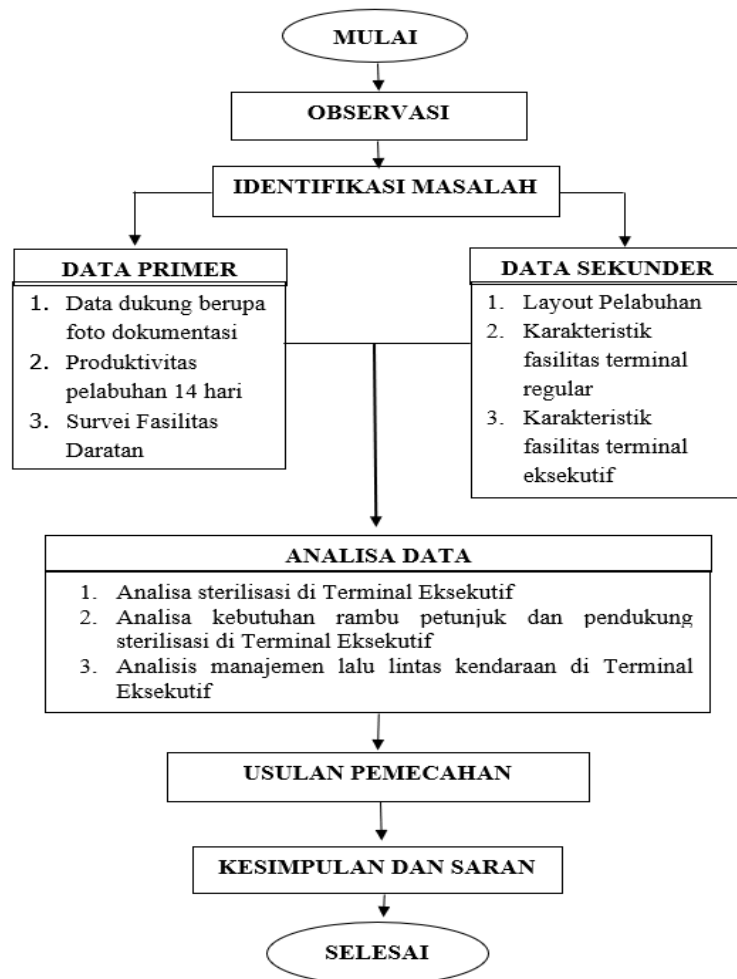 MULAI
OBSERVASI
IDENTIFIKASI MASALAH
DATA PRIMER
1. Data dukung berupa
foto dokumentasi
2. Produktivitas
pelabuhan 14 hari
3. Survei Fasilitas
Daratan
DATA SEKUNDER
1. Layout Pelabuhan
2. Karakteristik
fasilitas terminal
regular
3. Karakteristik
fasilitas terminal
eksekutif
ANALISA DATA
1. Analisa sterilisasi di Terminal Eksekutif
2. Analisa kebutuhan rambu petunjuk dan pendukung
sterilisasi di Terminal Eksekutif
3. Analisis manajemen lalu lintas kendaraan di Terminal
Eksekutif
USULAN PEMECAHAN
KESIMPULAN DAN SARAN
SELESAI